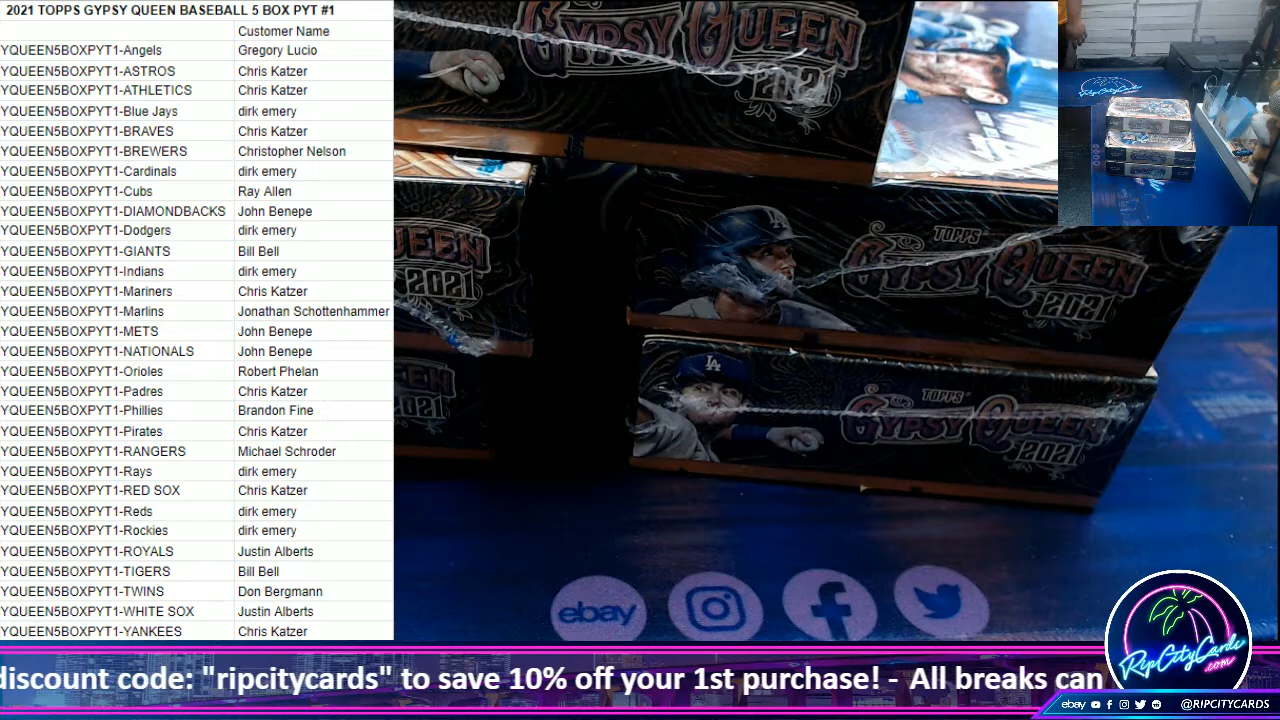 2021 TOPPS GYPSY QUEEN BASEBALL 5 BOX PYT #1
Customer Name
YQUEEN5BOXPYT1-Angels Gregory Lucio
YQUEEN5BOXPYT1-ASTROS Chris Katzer
YQUEEN5BOXPYT1-ATHLETICS Chris Katzer
YQUEEN5BOXPYT1-Blue Jays dirk emery
YQUEEN5BOXPYT1-BRAVES Chris Katzer
YQUEEN5BOXPYT1-BREWERS Christopher Nelson
YQUEEN5BOXPYT1-Cardinals dirk emery
YQUEEN5BOXPYT1-Cubs Ray Allen
YQUEEN5BOXPYT1-DIAMONDBACKS John Benepe
YQUEEN5BOXPYT1-Dodgers dirk emery
YQUEEN5BOXPYT1-GIANTS Bill Bell
YQUEEN5BOXPYT1-Indians dirk emery
YQUEEN5BOXPYT1-Mariners Chris Katzer
YQUEEN5BOXPYT1-Marlins Jonathan Schottenhammer
YQUEEN5BOXPYT1-METS John Benepe
YQUEEN5BOXPYT1-NATIONALS John Benepe
YQUEEN5BOXPYT1-Orioles Robert Phelan
YQUEEN5BOXPYT1-Padres Chris Katzer
YQUEEN5BOXPYT1-Phillies Brandon Fine
YQUEEN5BOXPYT1-Pirates Chris Katzer
YQUEEN5BOXPYT1-RANGERS Michael Schroder
YQUEEN5BOXPYT1-Rays dirk emery
YQUEEN5BOXPYT1-RED SOX Chris Katzer
YQUEEN5BOXPYT1-Reds dirk emery
YQUEEN5BOXPYT1-Rockies dirk emery
YQUEEN5BOXPYT1-ROYALS Justin Alberts
YQUEEN5BOXPYT1-TIGERS Bill Bell
YQUEEN5BOXPYT1-TWINS Don Bergmann
YQUEEN5BOXPYT1-WHITE SOX Justin Alberts
YQUEEN5BOXPYT1-YANKEES Chris Katzer
GYPSY QUEEN
2021
RipCityCards
UEEN
2021
LA
TOPPS
GYPSY QUEEN
2021
EEN
2021
LA
TOPPS
GYPSY QUEEN
2021
ebay
discount code: "ripcitycards" to save 10% off your 1st purchase! - All breaks can
RipCityCards
.com
ebay @RIPCITYCARDS